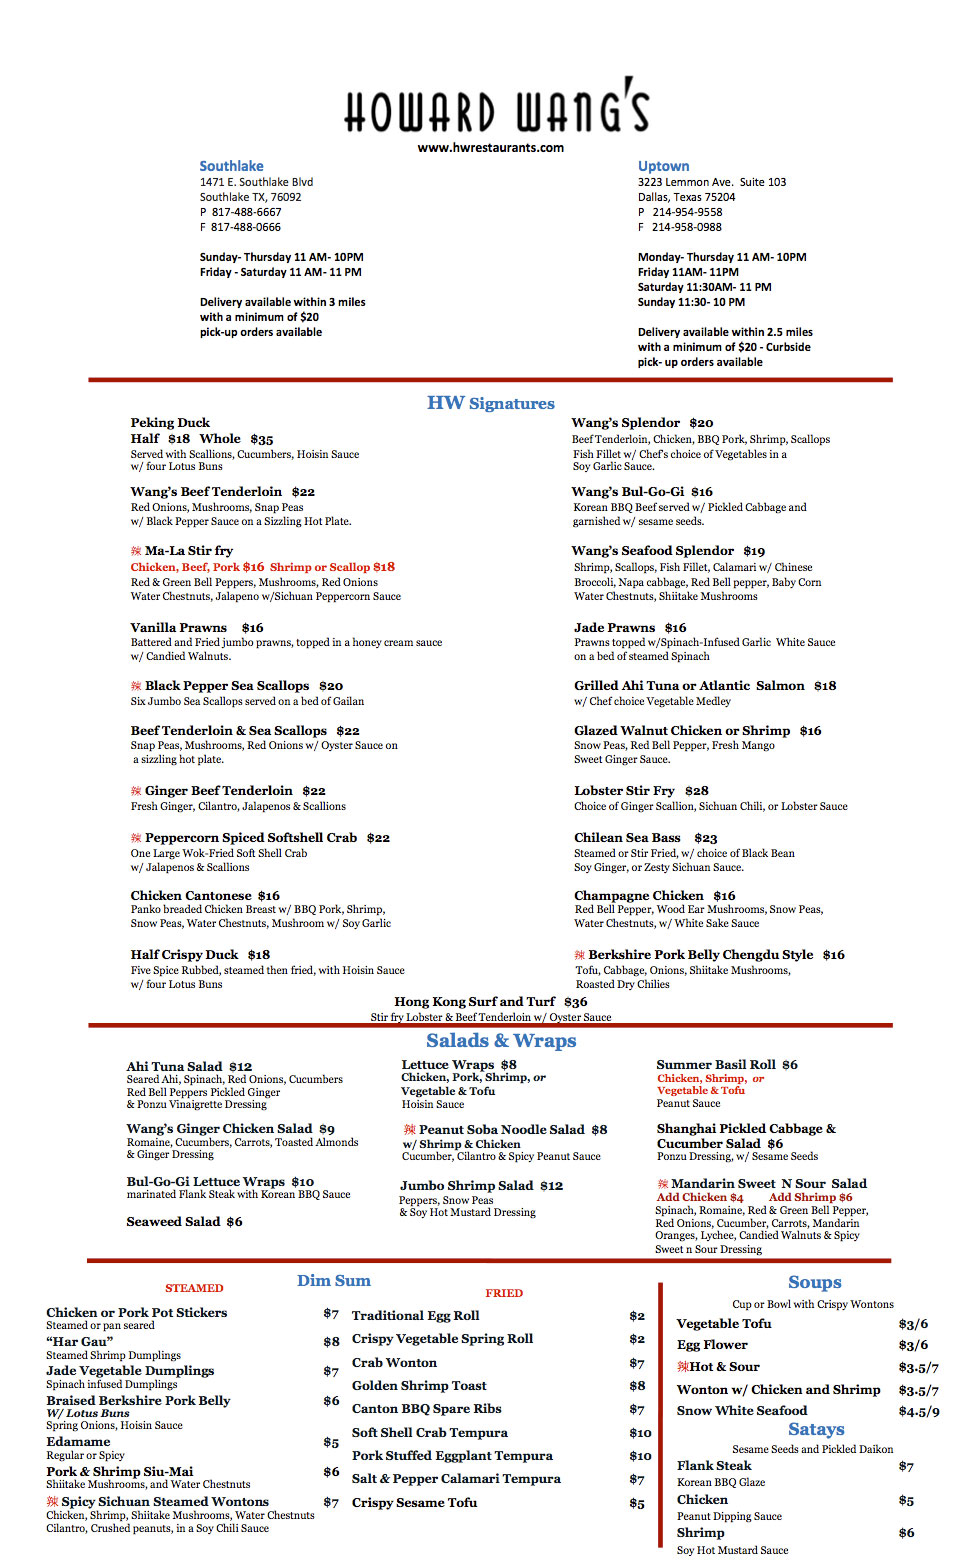 HOWARD WANG'S
www.hwrestaurants.com
Southlake
1471 E. Southlake Blvd
Southlake TX, 76092
P 817-488-6667
F 817-488-0666
Sunday- Thursday 11 AM- 10PM
Friday - Saturday 11 AM- 11 PM
Delivery available within 3 miles
with a minimum of $20
pick-up orders available
Uptown
3223 Lemmon Ave. Suite 103
Dallas, Texas 75204
P 214-954-9558
F 214-958-0988
Monday- Thursday 11 AM- 10PM
Friday 11AM- 11PM
Saturday 11:30AM- 11 PM
Sunday 11:30- 10 PM
Delivery available within 2.5 miles
with a minimum of $20 - Curbside
pick- up orders available
HW Signatures
Peking Duck
Half $18 Whole $35
Served with Scallions, Cucumbers, Hoisin Sauce
w/ four Lotus Buns
Wang's Beef Tenderloin $22
Red Onions, Mushrooms, Snap Peas
w/ Black Pepper Sauce on a Sizzling Hot Plate.
辣 Ma-La Stir fry
Chicken, Beef, Pork $16 Shrimp or Scallop $18
Red & Green Bell Peppers, Mushrooms, Red Onions
Water Chestnuts, Jalapeno w/Sichuan Peppercorn Sauce
Vanilla Prawns $16
Battered and Fried jumbo prawns, topped in a honey cream sauce
w/ Candied Walnuts.
辣 Black Pepper Sea Scallops $20
Six Jumbo Sea Scallops served on a bed of Gailan
Beef Tenderloin & Sea Scallops $22
Snap Peas, Mushrooms, Red Onions w/ Oyster Sauce on
a sizzling hot plate.
辣 Ginger Beef Tenderloin $22
Fresh Ginger, Cilantro, Jalapenos & Scallions
辣 Peppercorn Spiced Softshell Crab $22
One Large Wok-Fried Soft Shell Crab
w/ Jalapenos & Scallions
Chicken Cantonese $16
Panko breaded Chicken Breast w/ BBQ Pork, Shrimp,
Snow Peas, Water Chestnuts, Mushroom w/ Soy Garlic
Half Crispy Duck $18
Five Spice Rubbed, steamed then fried, with Hoisin Sauce
w/ four Lotus Buns
Wang's Splendor $20
Beef Tenderloin, Chicken, BBQ Pork, Shrimp, Scallops
Fish Fillet w/ Chef's choice of Vegetables in a
Soy Garlic Sauce.
Wang's Bul-Go-Gi $16
Korean BBQ Beef served w/ Pickled Cabbage and
garnished w/ sesame seeds.
Wang's Seafood Splendor $19
Shrimp, Scallops, Fish Fillet, Calamari w/ Chinese
Broccoli, Napa cabbage, Red Bell pepper, Baby Corn
Water Chestnuts, Shiitake Mushrooms
Jade Prawns $16
Prawns topped w/Spinach-Infused Garlic White Sauce
on a bed of steamed Spinach
Grilled Ahi Tuna or Atlantic Salmon $18
w/ Chef choice Vegetable Medley
Glazed Walnut Chicken or Shrimp $16
Snow Peas, Red Bell Pepper, Fresh Mango
Sweet Ginger Sauce.
Lobster Stir Fry $28
Choice of Ginger Scallion, Sichuan Chili, or Lobster Sauce
Chilean Sea Bass $23
Steamed or Stir Fried, w/ choice of Black Bean
Soy Ginger, or Zesty Sichuan Sauce.
Champagne Chicken $16
Red Bell Pepper, Wood Ear Mushrooms, Snow Peas,
Water Chestnuts, w/ White Sake Sauce
辣 Berkshire Pork Belly Chengdu Style $16
Tofu, Cabbage, Onions, Shiitake Mushrooms,
Roasted Dry Chilies
Hong Kong Surf and Turf $36
Stir fry Lobster & Beef Tenderloin w/ Oyster Sauce
Salads & Wraps
Ahi Tuna Salad $12
Seared Ahi, Spinach, Red Onions, Cucumbers
Red Bell Peppers Pickled Ginger
& Ponzu Vinaigrette Dressing
Wang's Ginger Chicken Salad $9
Romaine, Cucumbers, Carrots, Toasted Almonds
& Ginger Dressing
Bul-Go-Gi Lettuce Wraps $10
marinated Flank Steak with Korean BBQ Sauce
Seaweed Salad $6
Lettuce Wraps $8
Chicken, Pork, Shrimp, or
Vegetable & Tofu
Hoisin Sauce
辣 Peanut Soba Noodle Salad $8
w/ Shrimp & Chicken
Cucumber, Cilantro & Spicy Peanut Sauce
Jumbo Shrimp Salad $12
Peppers, Snow Peas
& Soy Hot Mustard Dressing
Summer Basil Roll $6
Chicken, Shrimp, or
Vegetable & Tofu
Peanut Sauce
Shanghai Pickled Cabbage &
Cucumber Salad $6
Ponzu Dressing, w/ Sesame Seeds
辣 Mandarin Sweet N Sour Salad
Add Chicken $4 Add Shrimp $6
Spinach, Romaine, Red & Green Bell Pepper,
Red Onions, Cucumber, Carrots, Mandarin
Oranges, Lychee, Candied Walnuts & Spicy
Sweet n Sour Dressing
Dim Sum
STEAMED
Chicken or Pork Pot Stickers $7
Steamed or pan seared
"Har Gau" $8
Steamed Shrimp Dumplings
Jade Vegetable Dumplings $7
Spinach infused Dumplings
Braised Berkshire Pork Belly $6
W/ Lotus Buns
Spring Onions, Hoisin Sauce
Edamame $5
Regular or Spicy
Pork & Shrimp Siu-Mai $6
Shiitake Mushrooms, and Water Chestnuts
辣 Spicy Sichuan Steamed Wontons $7
Chicken, Shrimp, Shiitake Mushrooms, Water Chestnuts
Cilantro, Crushed peanuts, in a Soy Chili Sauce
FRIED
Traditional Egg Roll $2
Crispy Vegetable Spring Roll $2
Crab Wonton $7
Golden Shrimp Toast $8
Canton BBQ Spare Ribs $7
Soft Shell Crab Tempura $10
Pork Stuffed Eggplant Tempura $10
Salt & Pepper Calamari Tempura $7
Crispy Sesame Tofu $5
Soups
Cup or Bowl with Crispy Wontons
Vegetable Tofu $3/6
Egg Flower $3/6
辣Hot & Sour $3.5/7
Wonton w/ Chicken and Shrimp $3.5/7
Snow White Seafood $4.5/9
Satays
Sesame Seeds and Pickled Daikon
Flank Steak $7
Korean BBQ Glaze
Chicken $5
Peanut Dipping Sauce
Shrimp $6
Soy Hot Mustard Sauce